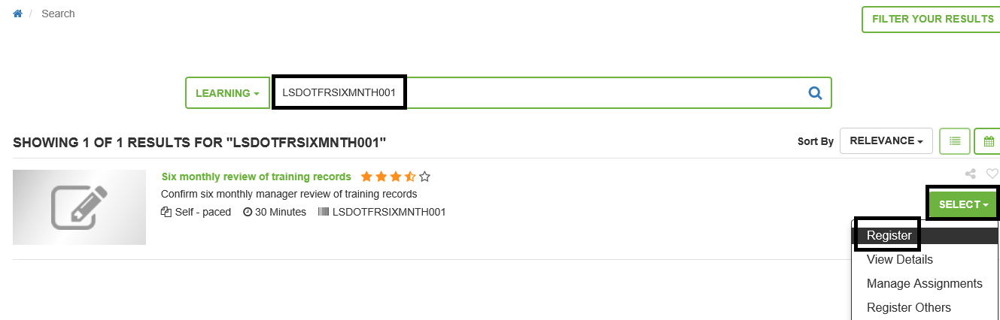 / Search
FILTER YOUR RESULTS
LEARNING LSDOTFRSIXMNTH001
SHOWING 1 OF 1 RESULTS FOR "LSDOTFRSIXMNTH001"
Sort By RELEVANCE
Six monthly review of training records
Confirm six monthly manager review of training records
Self - paced 30 Minutes LSDOTFRSIXMNTH001
SELECT
Register
View Details
Manage Assignments
Register Others